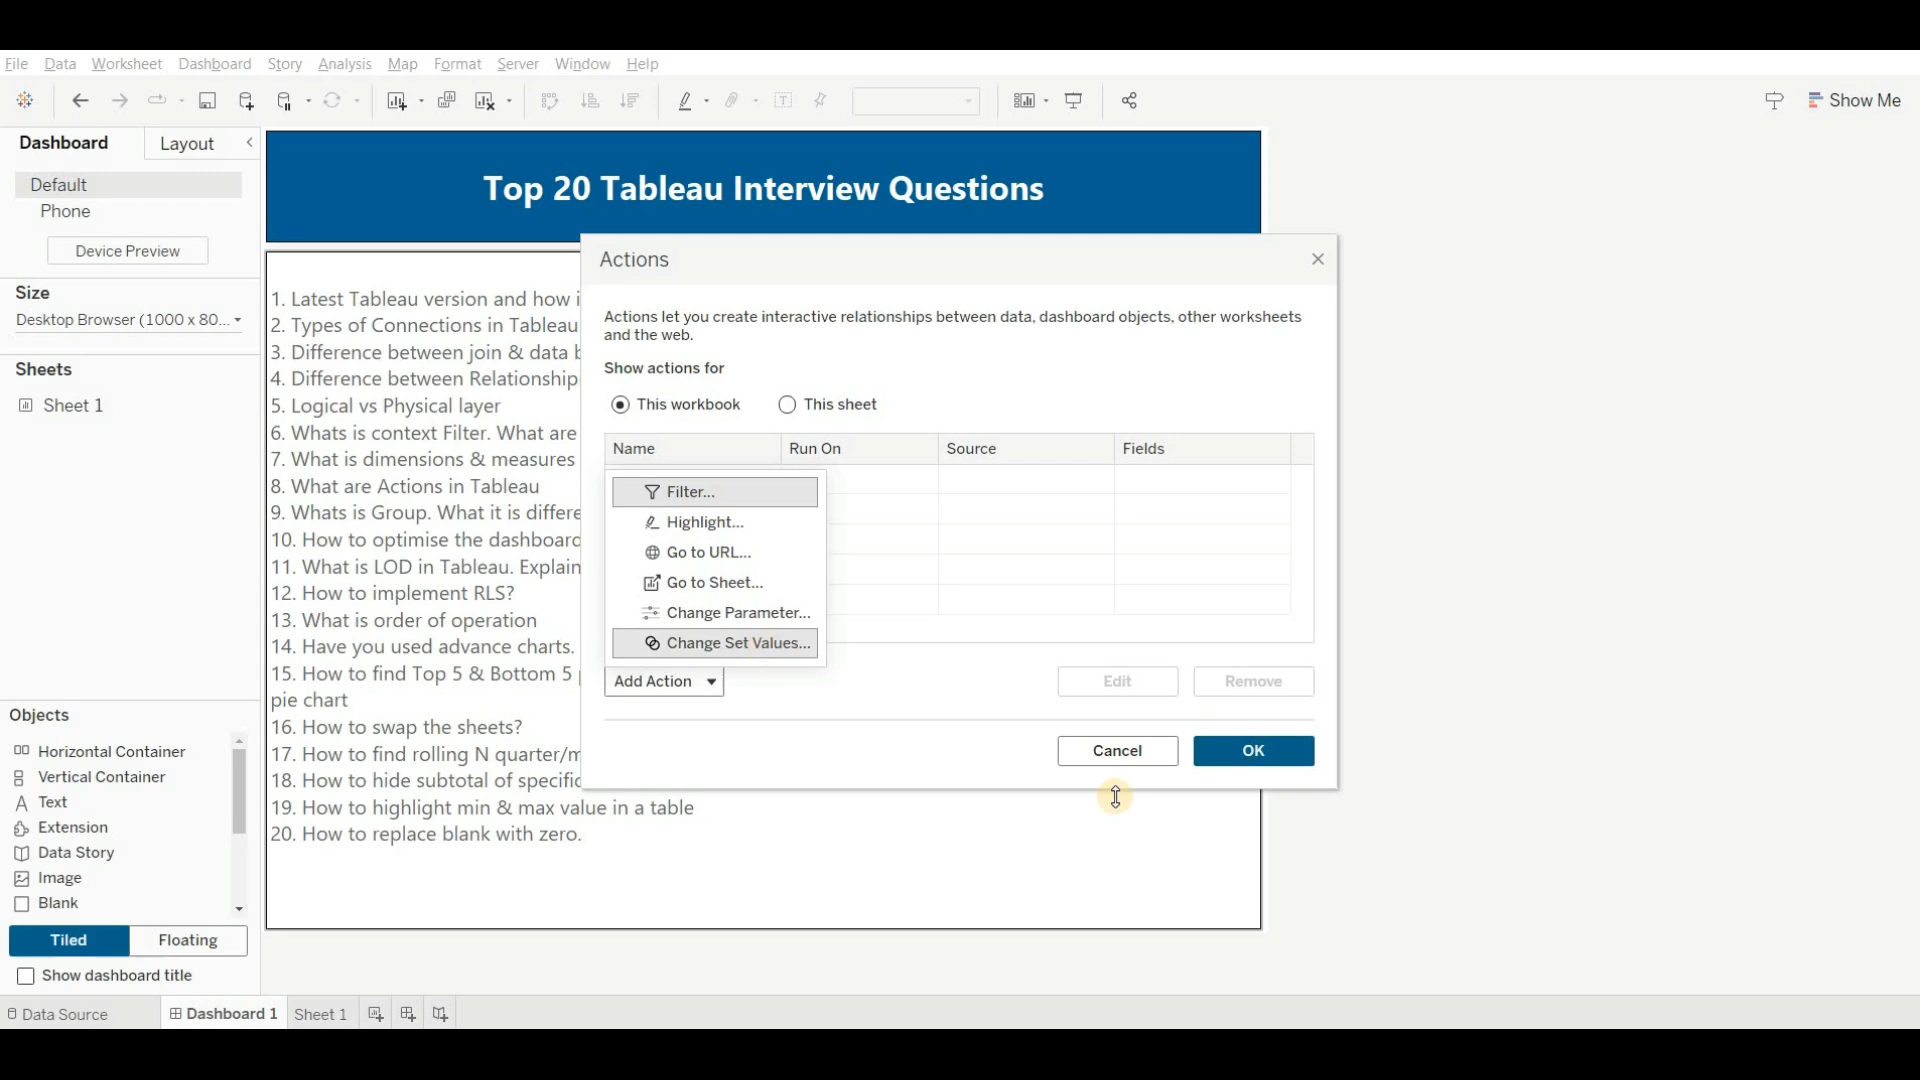 File Data Worksheet Dashboard Story Analysis Map Format Server Window Help
Show Me
Dashboard Layout
Default
Phone
Device Preview
Size
Desktop Browser (1000 x 80...
Sheets
Sheet 1
Objects
Horizontal Container
Vertical Container
Text
Extension
Data Story
Image
Blank
Tiled Floating
Show dashboard title
Top 20 Tableau Interview Questions
1. Latest Tableau version and how i
2. Types of Connections in Tableau
3. Difference between join & data b
4. Difference between Relationship
5. Logical vs Physical layer
6. Whats is context Filter. What are
7. What is dimensions & measures
8. What are Actions in Tableau
9. Whats is Group. What it is differe
10. How to optimise the dashboard
11. What is LOD in Tableau. Explain
12. How to implement RLS?
13. What is order of operation
14. Have you used advance charts.
15. How to find Top 5 & Bottom 5
pie chart
16. How to swap the sheets?
17. How to find rolling N quarter/m
18. How to hide subtotal of specific
19. How to highlight min & max value in a table
20. How to replace blank with zero.
Actions
Actions let you create interactive relationships between data, dashboard objects, other worksheets
and the web.
Show actions for
This workbook This sheet
Name Run On Source Fields
Filter...
Highlight...
Go to URL...
Go to Sheet...
Change Parameter...
Change Set Values...
Add Action Edit Remove
Cancel OK
Data Source Dashboard 1 Sheet 1